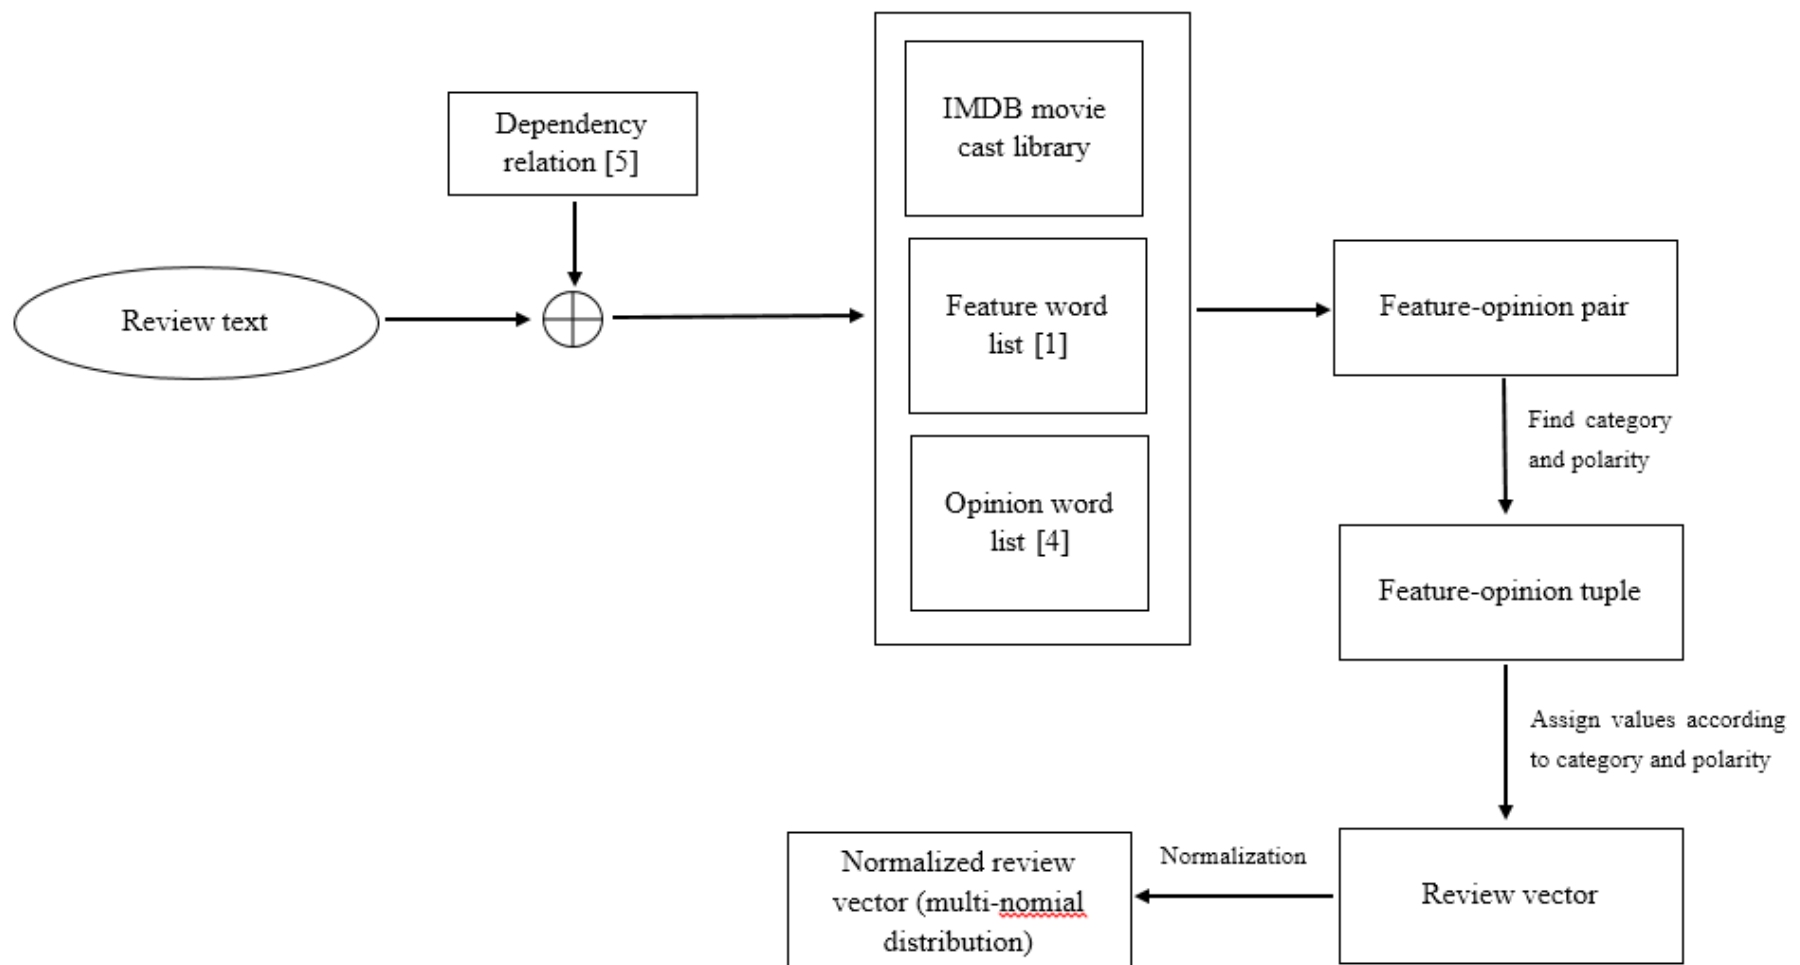 Dependency
relation [5]
Review text
IMDB movie
cast library
Feature word
list [1]
Opinion word
list [4]
Feature-opinion pair
Find category
and polarity
Feature-opinion tuple
Assign values according
to category and polarity
Review vector
Normalization
Normalized review
vector (multi-nomial
distribution)